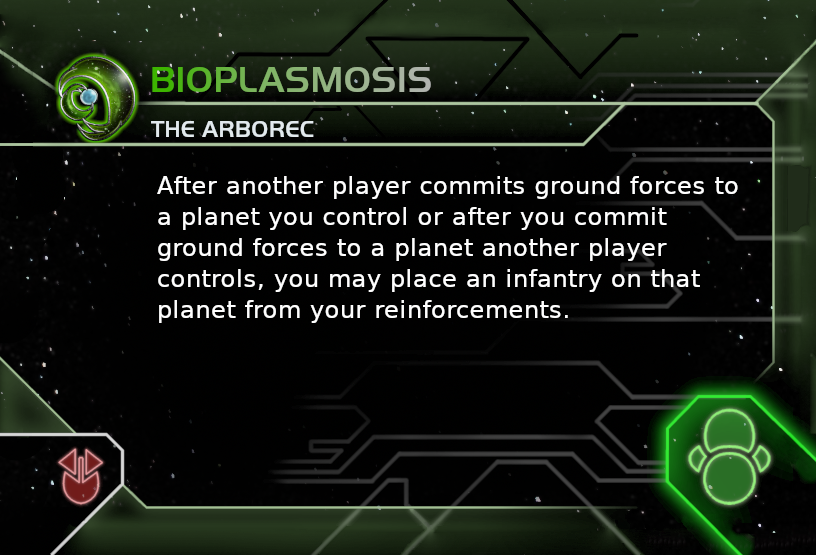 BIOPLASMOSIS
THE ARBOREC
After another player commits ground forces to
a planet you control or after you commit
ground forces to a planet another player
controls, you may place an infantry on that
planet from your reinforcements.